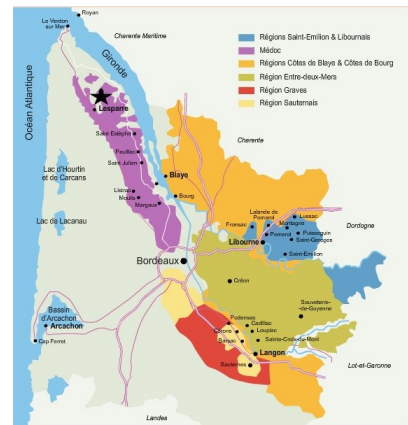 Royan
Le Verdon
sur Mer
Charente Maritime
Gironde
Régions Saint-Emilion & Libournais
Médoc
Régions Côtes de Blaye & Côtes de Bourg
Région Entre-deux-Mers
Région Graves
Région Sauternais
Océan Atlantique
Lesparre
Saint Estèphe
Pauillac
Saint Julien
Charente
Lac d'Hourtin
et de Carcans
Blaye
Listrac
Moulis
Margaux
Bourg
Lac de Lacanau
Lalande de
Pomerol
Lussac
Montagne
Fronsac
Pomerol
Puisseguin
Saint-Georges
Dordogne
Libourne
Saint-Emilion
Bordeaux
Créon
Sauveterre-
de-Guyenne
Bassin
d'Arcachon
Arcachon
Cap Ferret
Podensac
Cadillac
Cérons
Loupiac
Barsac
Sainte-Croix-du-Mont
Langon
Sauternes
Lot-et-Garonne
Landes